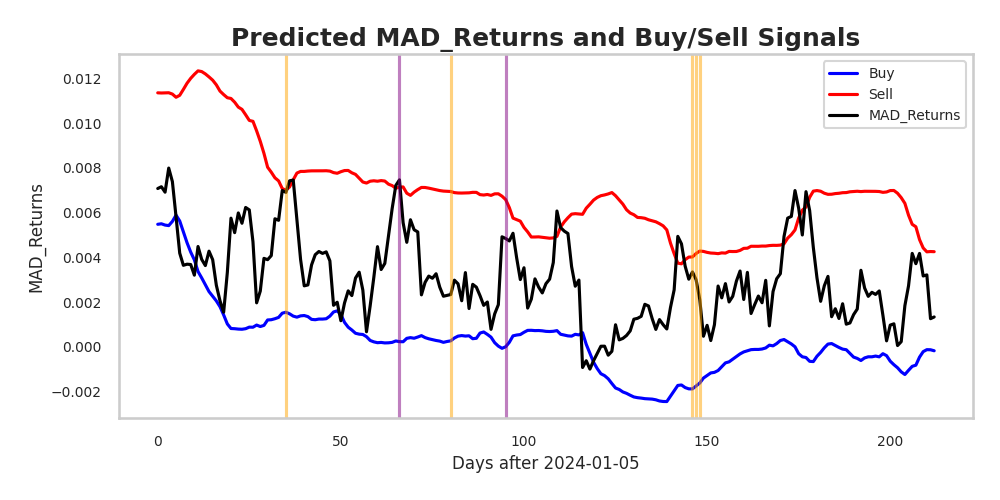 Predicted MAD_Returns and Buy/Sell Signals
Buy
Sell
MAD_Returns
MAD_Returns
0.012
0.010
0.008
0.006
0.004
0.002
0.000
−0.002
0
50
100
150
200
Days after 2024-01-05